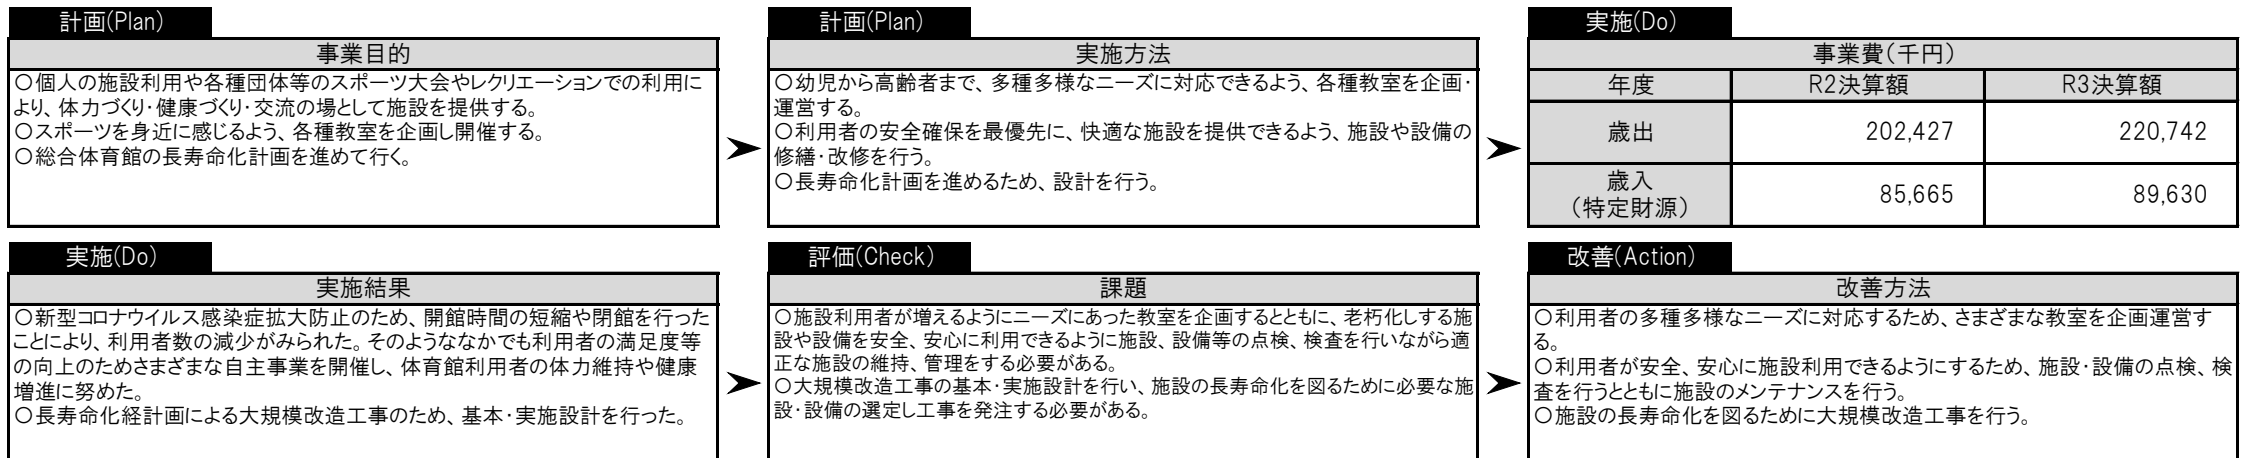 計画(Plan)
事業目的
○個人の施設利用や各種団体等のスポーツ大会やレクリエーションでの利用に
より、体力づくり・健康づくり・交流の場として施設を提供する。
○スポーツを身近に感じるよう、各種教室を企画し開催する。
○総合体育館の長寿命化計画を進めて行く。
計画(Plan)
実施方法
○幼児から高齢者まで、多種多様なニーズに対応できるよう、各種教室を企画・
運営する。
○利用者の安全確保を最優先に、快適な施設を提供できるよう、施設や設備の
修繕・改修を行う。
○長寿命化計画を進めるため、設計を行う。
実施(Do)
事業費(千円)
年度 R2決算額 R3決算額
歳出 202,427 220,742
歳入
(特定財源) 85,665 89,630
実施(Do)
実施結果
○新型コロナウイルス感染症拡大防止のため、開館時間の短縮や閉館を行った
ことにより、利用者数の減少がみられた。そのようななかでも利用者の満足度等
の向上のためさまざまな自主事業を開催し、体育館利用者の体力維持や健康
増進に努めた。
○長寿命化経計画による大規模改造工事のため、基本・実施設計を行った。
評価(Check)
課題
○施設利用者が増えるようにニーズにあった教室を企画するとともに、老朽化しする施
設や設備を安全、安心に利用できるように施設、設備等の点検、検査を行いながら適
正な施設の維持、管理をする必要がある。
○大規模改造工事の基本・実施設計を行い、施設の長寿命化を図るために必要な施
設・設備の選定し工事を発注する必要がある。
改善(Action)
改善方法
○利用者の多種多様なニーズに対応するため、さまざまな教室を企画運営す
る。
○利用者が安全、安心に施設利用できるようにするため、施設・設備の点検、検
査を行うとともに施設のメンテナンスを行う。
○施設の長寿命化を図るために大規模改造工事を行う。